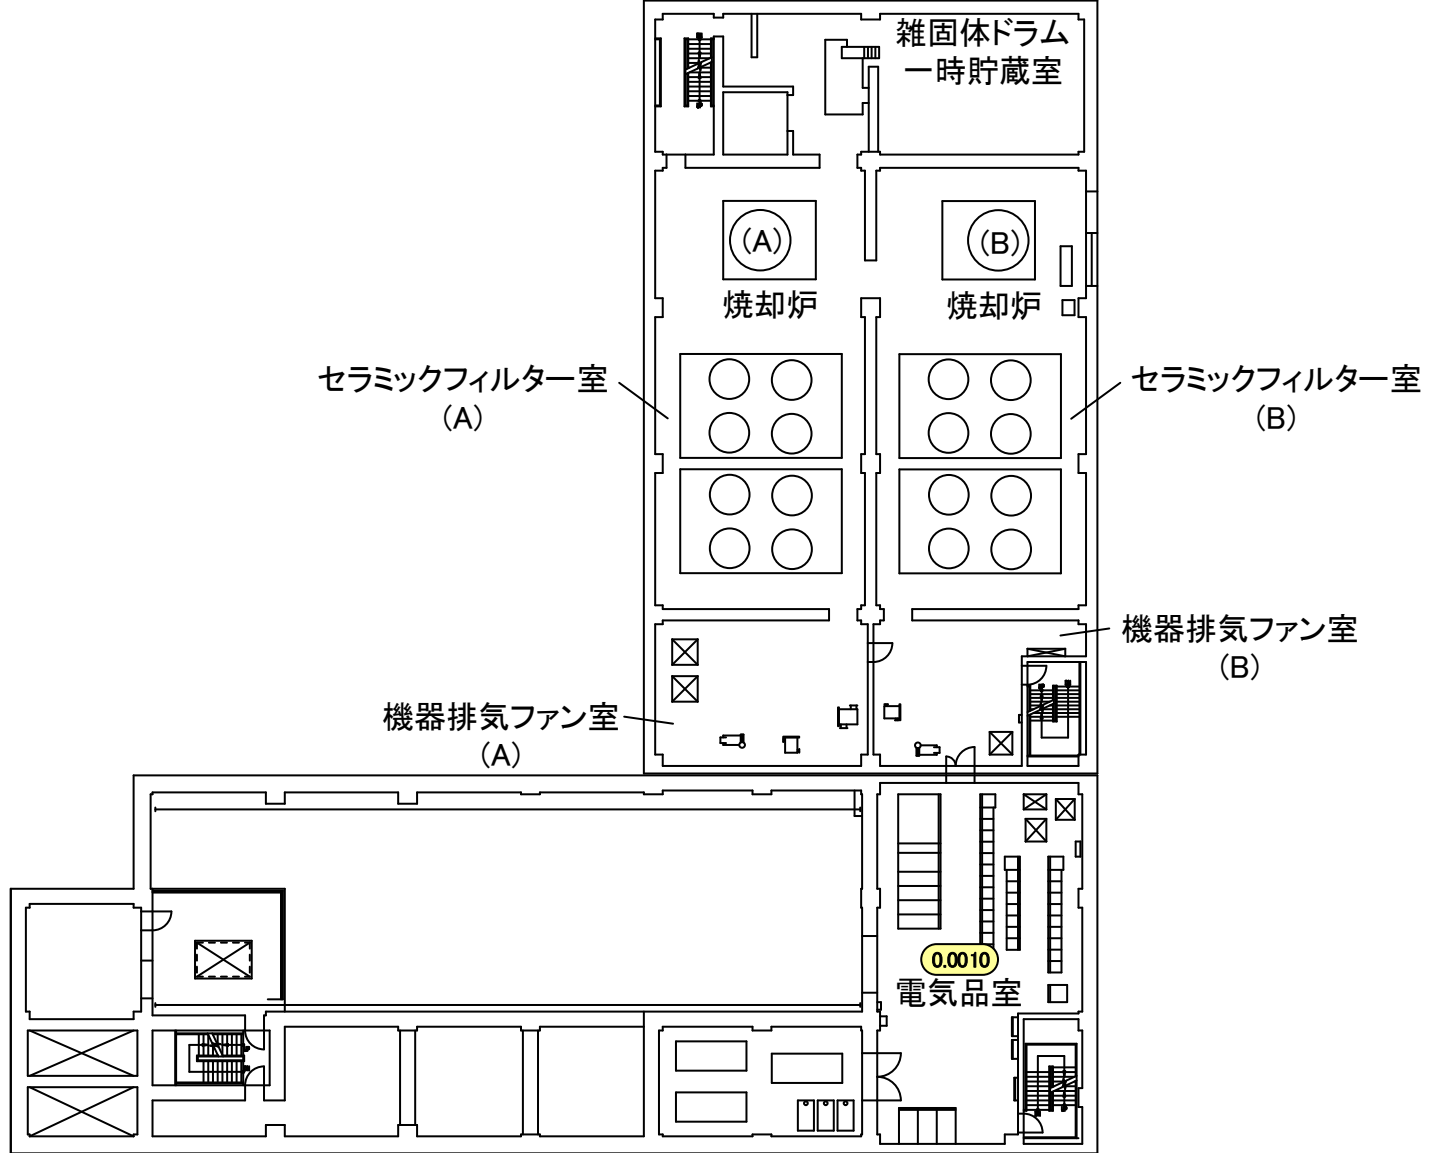 雑固体ドラム
一時貯蔵室
(A)
(B)
焼却炉
焼却炉
セラミックフィルター室
(A)
セラミックフィルター室
(B)
機器排気ファン室
(B)
機器排気ファン室
(A)
0.0010
電気品室